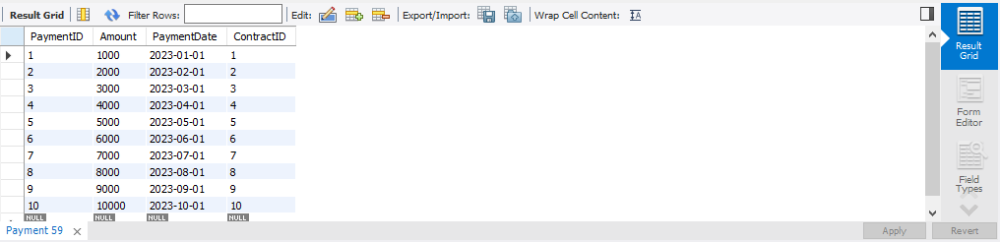 Result Grid Filter Rows: Edit: Export/Import: Wrap Cell Content: IA
PaymentID Amount PaymentDate ContractID
1 1000 2023-01-01 1
2 2000 2023-02-01 2
3 3000 2023-03-01 3
4 4000 2023-04-01 4
5 5000 2023-05-01 5
6 6000 2023-06-01 6
7 7000 2023-07-01 7
8 8000 2023-08-01 8
9 9000 2023-09-01 9
10 10000 2023-10-01 10
NULL NULL NULL NULL
Payment 59
Apply Revert
Result
Grid
Form
Editor
Field
Types